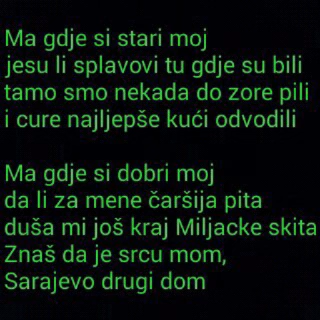 Ma gdje si stari moj
jesu li splavovi tu gdje su bili
tamo smo nekada do zore pili
i cure najljepše kući odvodili
Ma gdje si dobri moj
da li za mene čaršija pita
duša mi još kraj Miljacke skita
Znaš da je srcu mom,
Sarajevo drugi dom